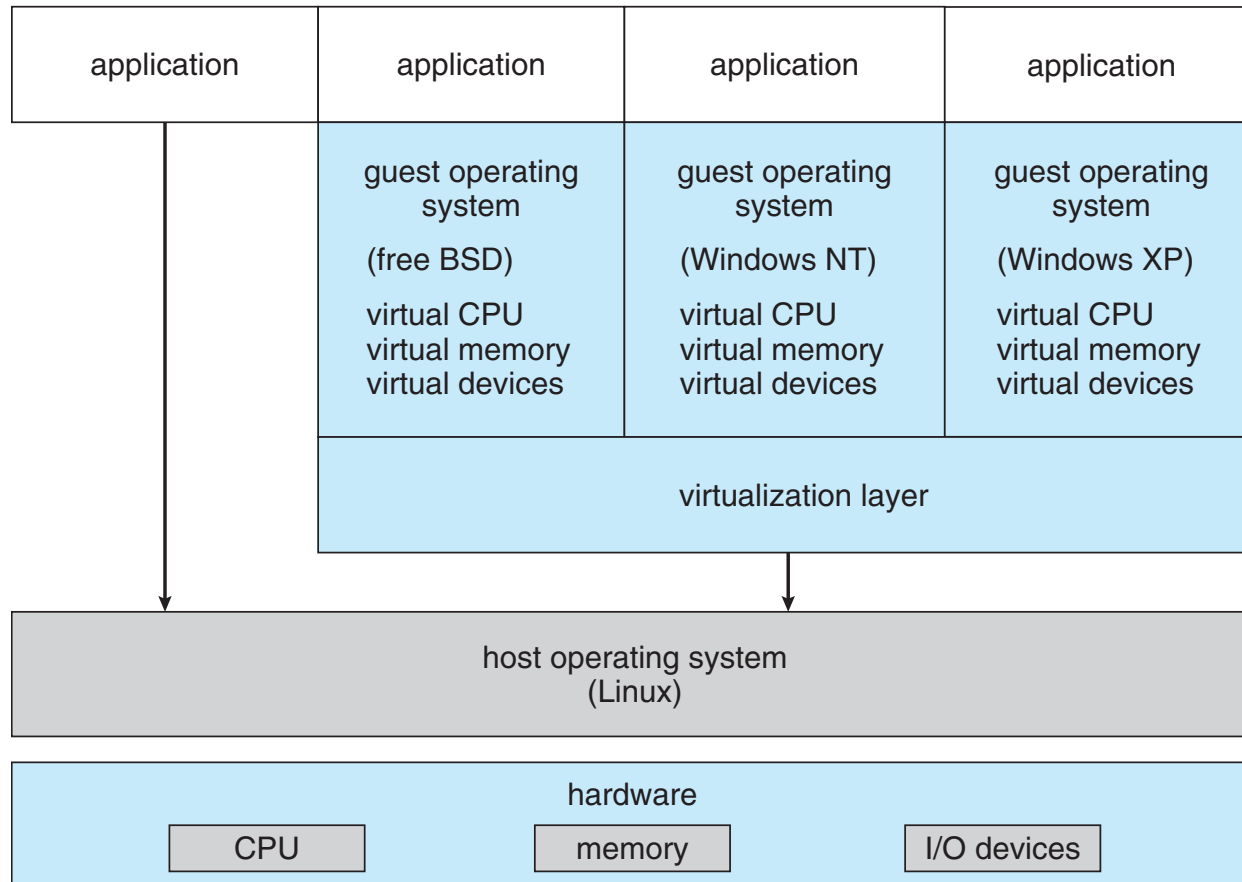 application
application
application
application
guest operating
system
(free BSD)
virtual CPU
virtual memory
virtual devices
guest operating
system
(Windows NT)
virtual CPU
virtual memory
virtual devices
guest operating
system
(Windows XP)
virtual CPU
virtual memory
virtual devices
virtualization layer
host operating system
(Linux)
hardware
CPU
memory
I/O devices